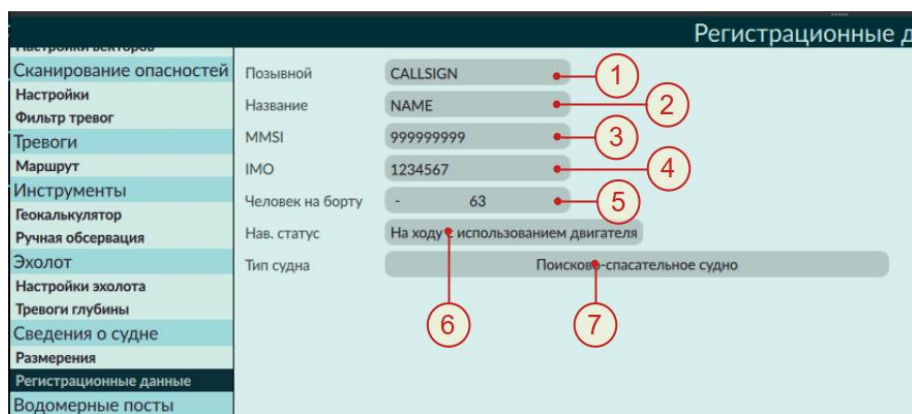 Регистрационные д
Настройки векторов
Сканирование опасностей
Настройки
Фильтр тревог
Тревоги
Маршрут
Инструменты
Геокалькулятор
Ручная обсервация
Эхолот
Настройки эхолота
Тревоги глубины
Сведения о судне
Размерения
Регистрационные данные
Водомерные посты
Позывной CALLSIGN 1
Название NAME 2
MMSI 999999999 3
IMO 1234567 4
Человек на борту - 63 5
Нав. статус На ходу с использованием двигателя
Тип судна Поисково-спасательное судно
6 7